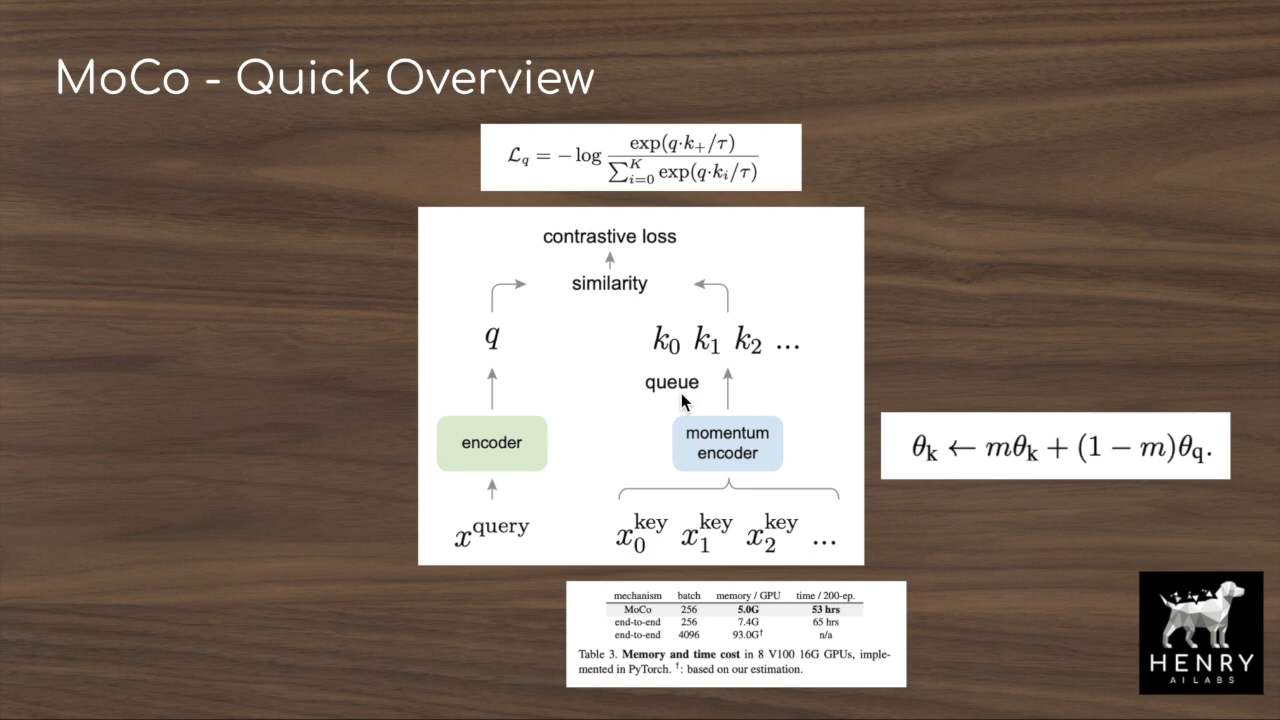 MoCo - Quick Overview
ℒ_q = − log exp(q·k₊/τ) / ∑_{i=0}^{K} exp(q·k_i/τ)
contrastive loss
similarity
q k₀ k₁ k₂ ...
queue
encoder
momentum
encoder
θ_k ← mθ_k + (1 − m)θ_q.
x^query x₀^key x₁^key x₂^key ...
mechanism batch memory / GPU time / 200-ep.
MoCo 256 5.0G 53 hrs
end-to-end 256 7.4G 65 hrs
end-to-end 4096 93.0G† n/a
Table 3. Memory and time cost in 8 V100 16G GPUs, imple-
mented in PyTorch. †: based on our estimation.
HENRY
AI LABS